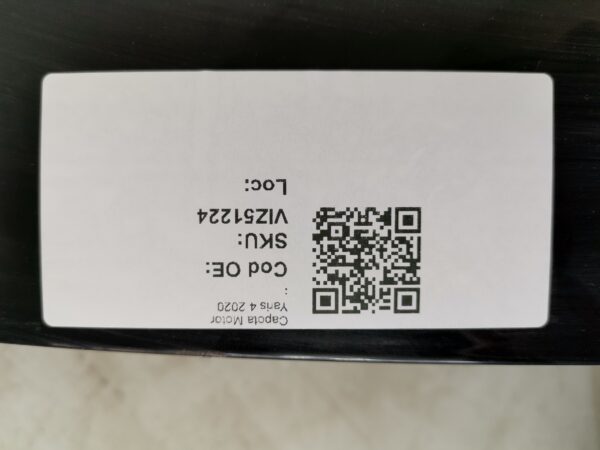 Capota Motor
Yaris 4 2020
:
Cod OE:
SKU:
VIZ51224
Loc: